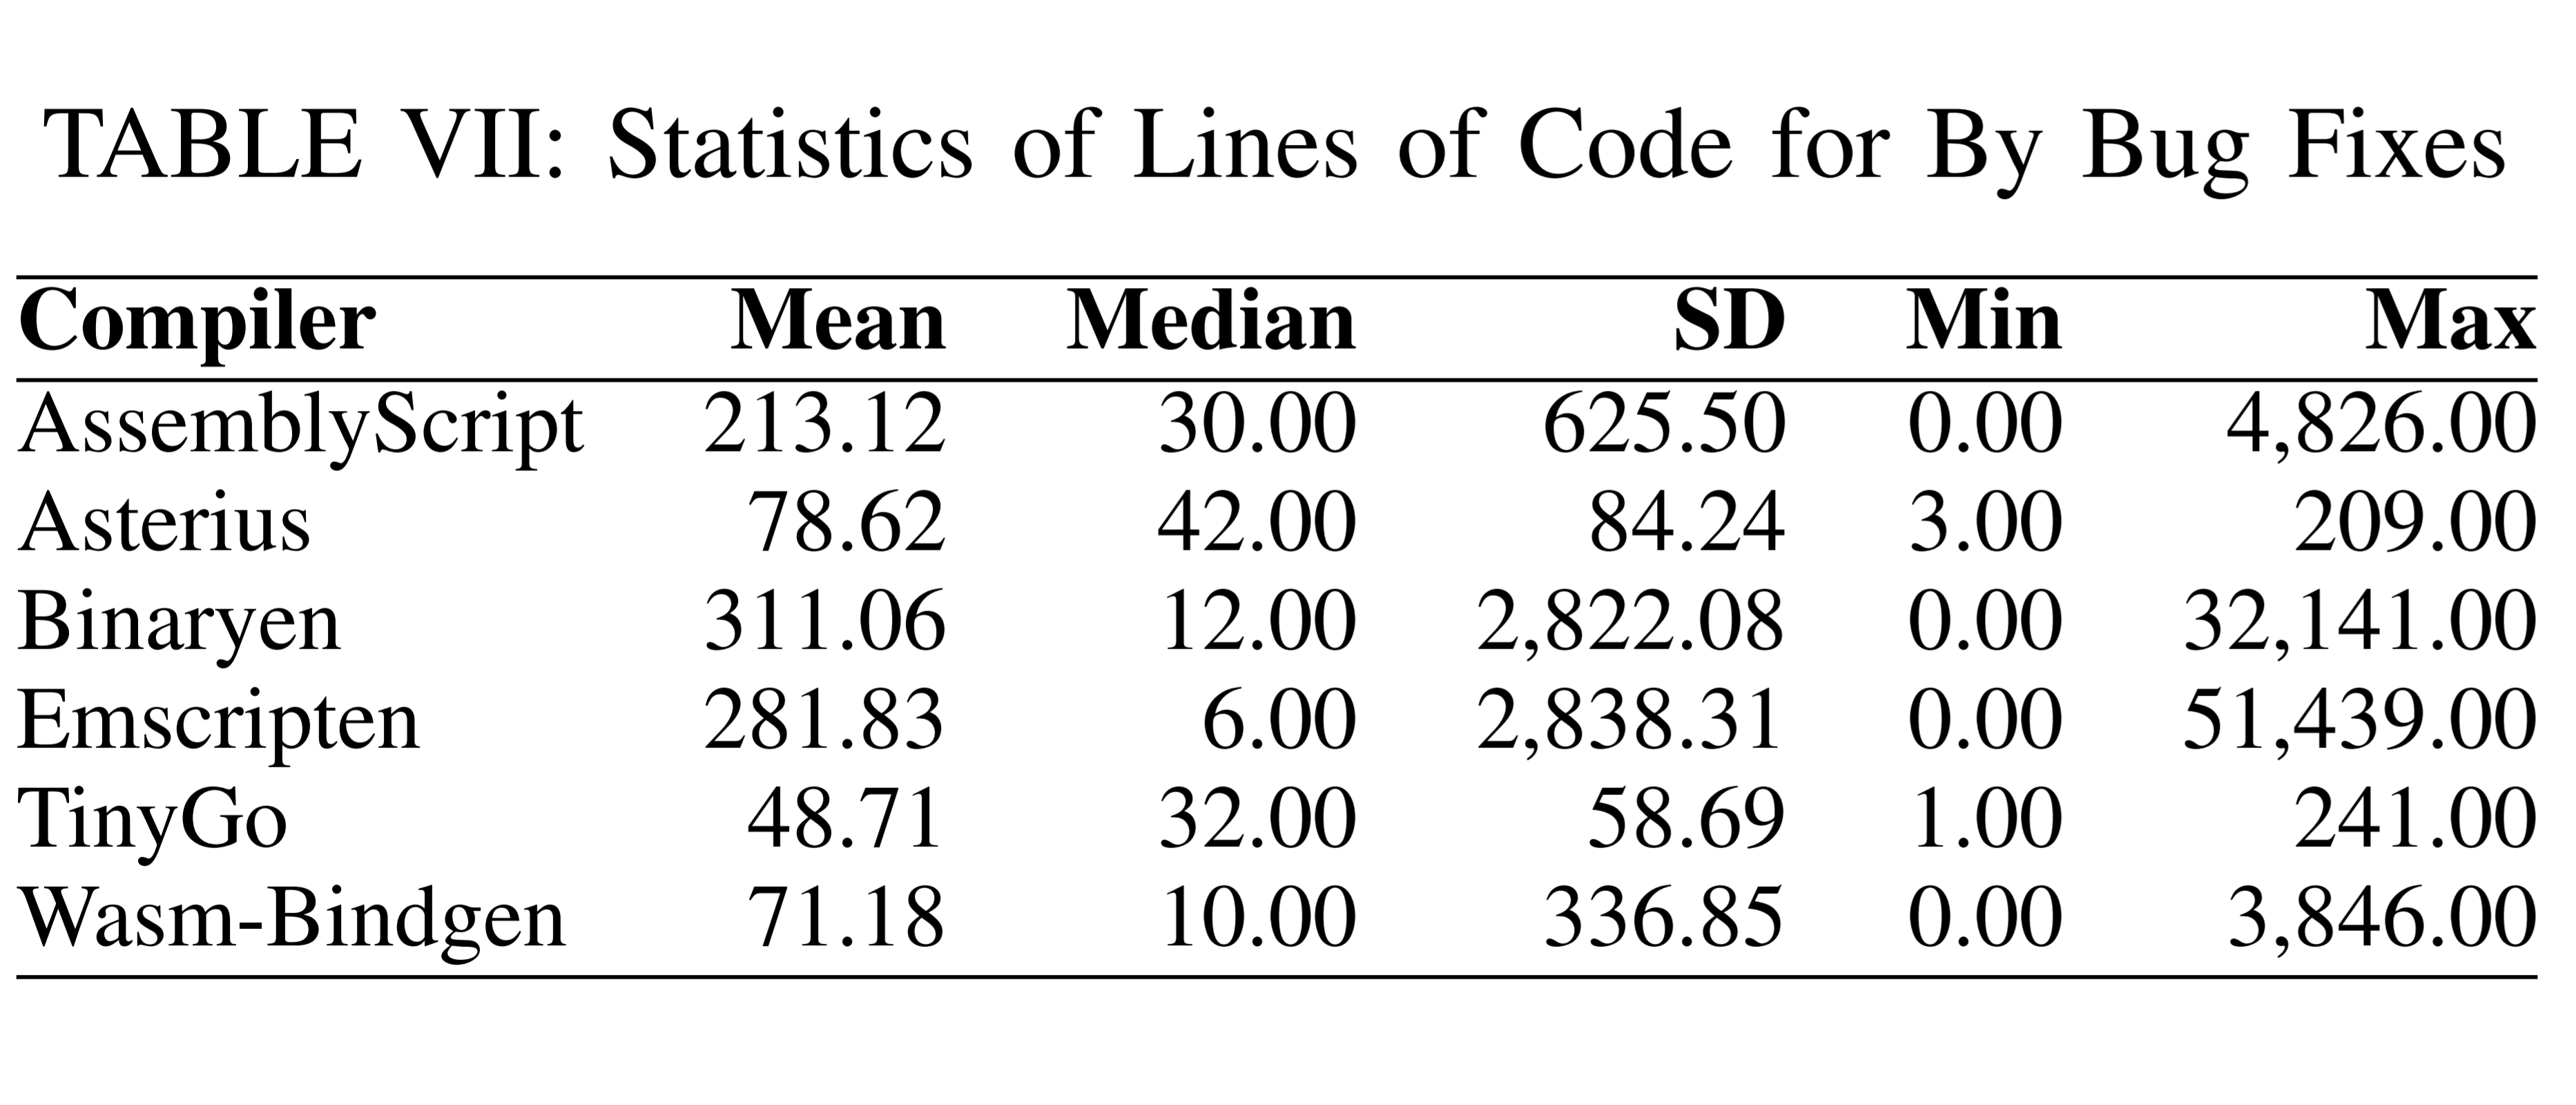 TABLE VII: Statistics of Lines of Code for By Bug Fixes
Compiler Mean Median SD Min Max
AssemblyScript 213.12 30.00 625.50 0.00 4,826.00
Asterius 78.62 42.00 84.24 3.00 209.00
Binaryen 311.06 12.00 2,822.08 0.00 32,141.00
Emscripten 281.83 6.00 2,838.31 0.00 51,439.00
TinyGo 48.71 32.00 58.69 1.00 241.00
Wasm-Bindgen 71.18 10.00 336.85 0.00 3,846.00